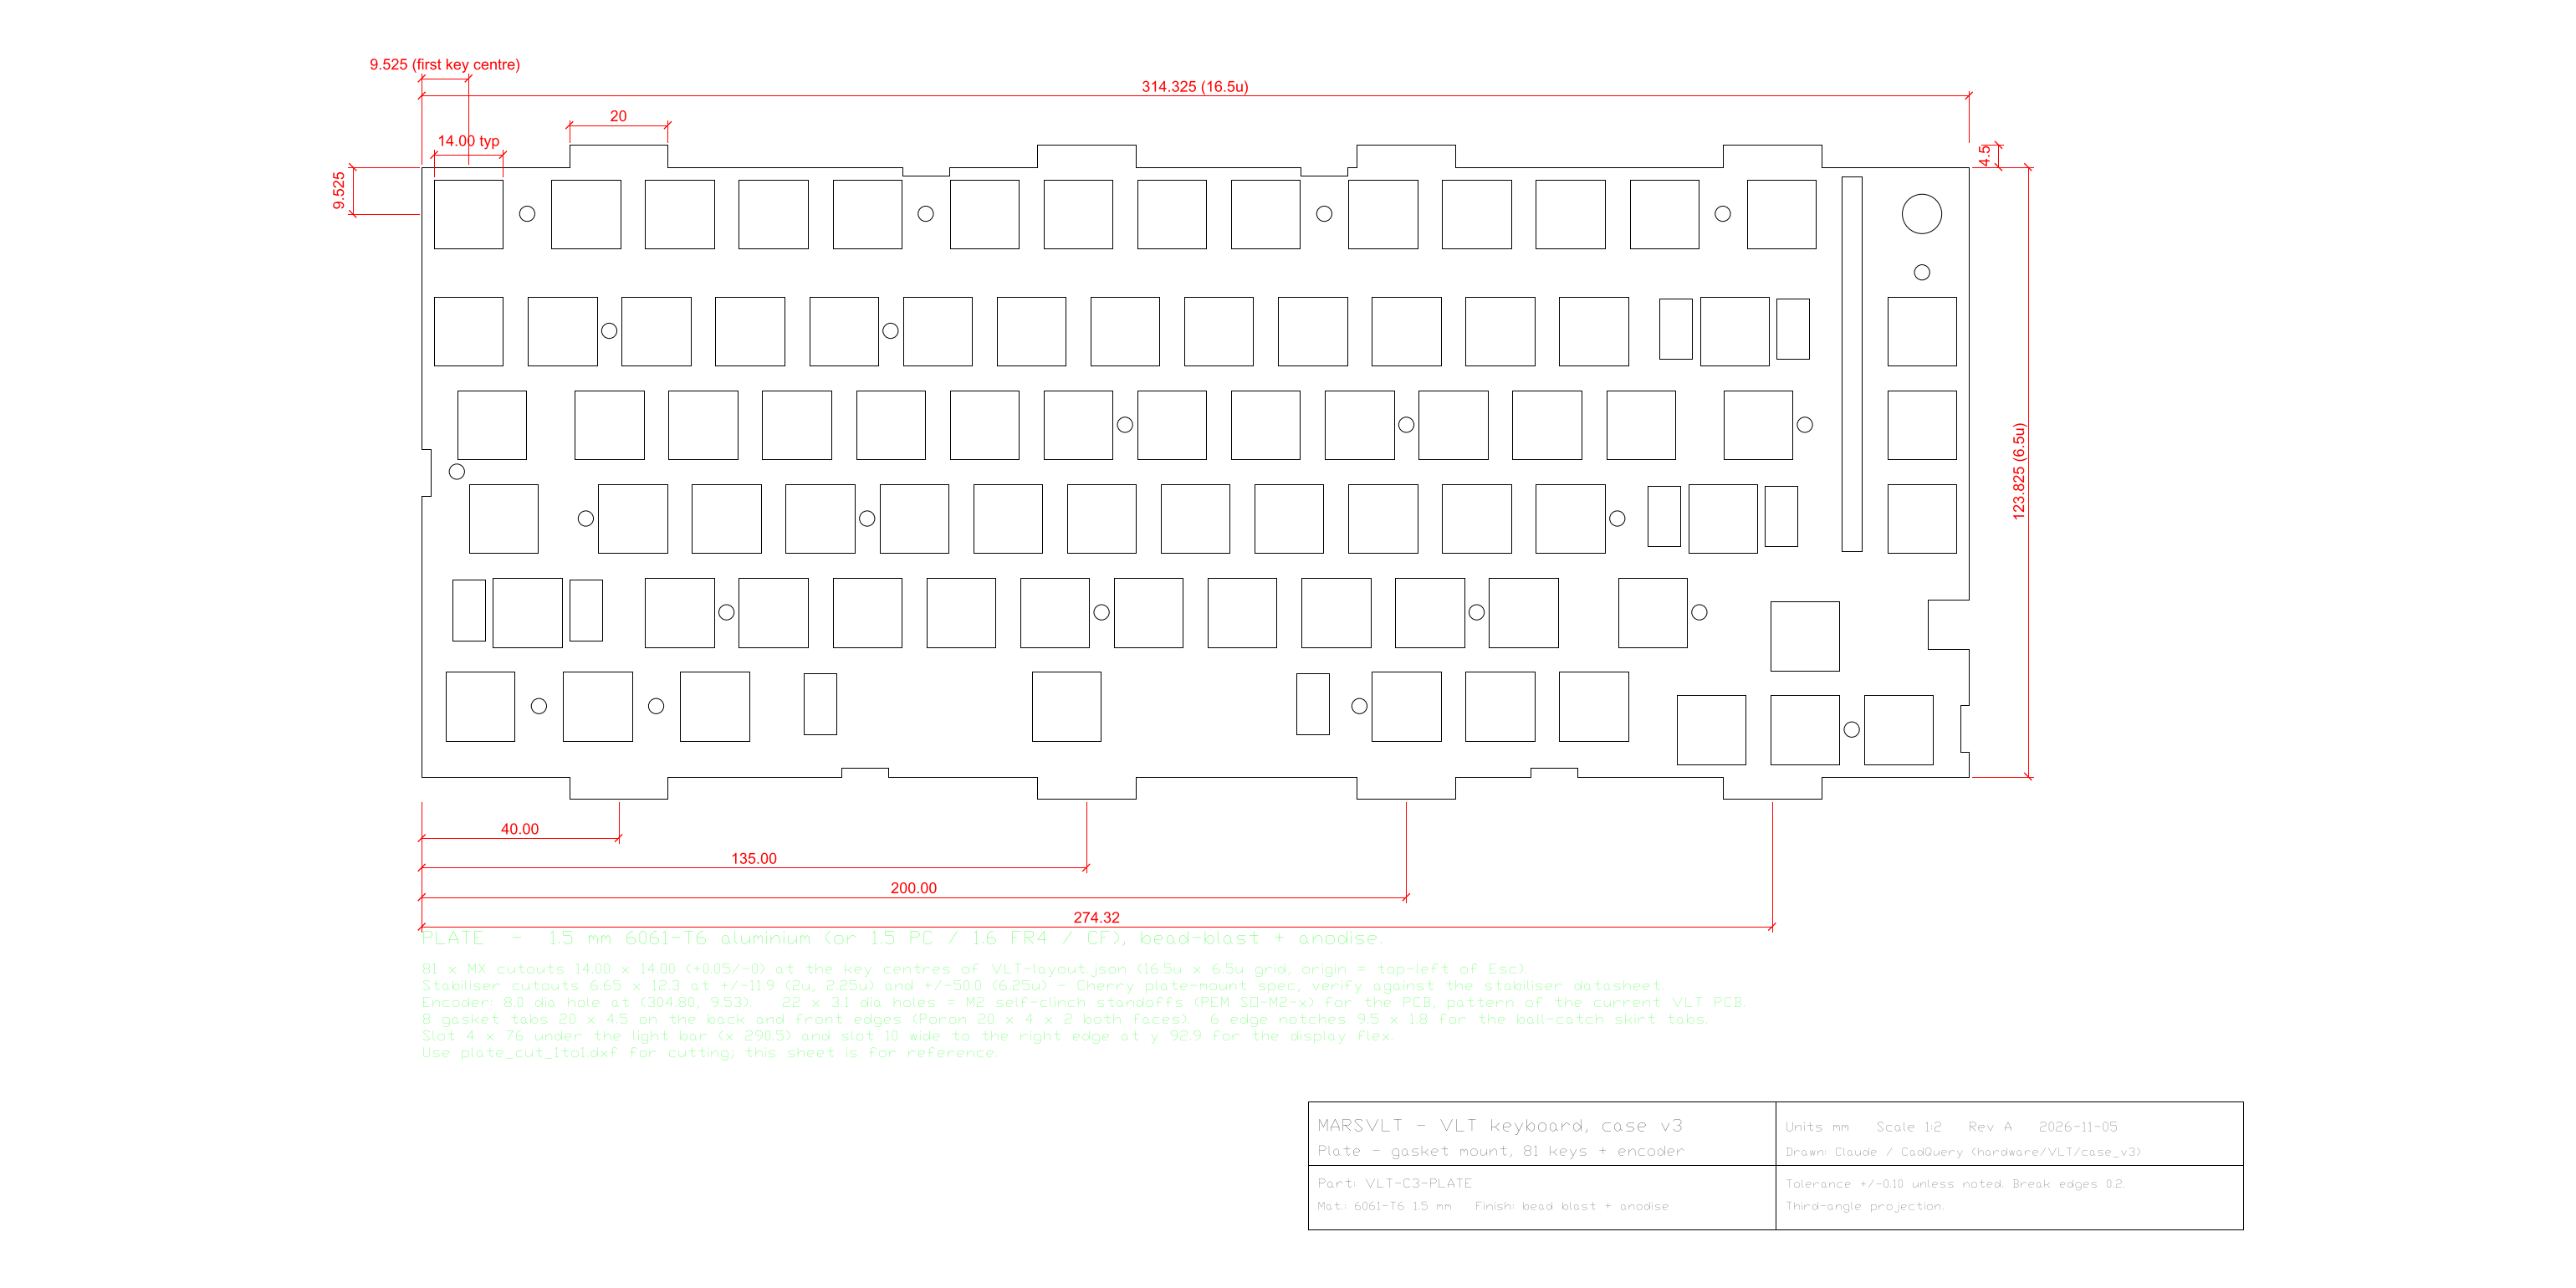 9.525 (first key centre)
314.325 (16.5u)
20
14.00 typ
4.5
9.525
123.825 (6.5u)
40.00
135.00
200.00
274.32
PLATE - 1.5 mm 6061-T6 aluminium (or 1.5 PC / 1.6 FR4 / CF), bead-blast + anodise.
81 x MX cutouts 14.00 x 14.00 (+0.05/-0) at the key centres of VLT-layout.json (16.5u x 6.5u grid, origin = top-left of Esc).
Stabiliser cutouts 6.65 x 12.3 at +/-11.9 (2u, 2.25u) and +/-50.0 (6.25u) - Cherry plate-mount spec, verify against the stabiliser datasheet.
Encoder: 8.0 dia hole at (304.80, 9.53). 22 x 3.1 dia holes = M2 self-clinch standoffs (PEM SO-M2-x) for the PCB, pattern of the current VLT PCB.
8 gasket tabs 20 x 4.5 on the back and front edges (Poron 20 x 4 x 2 both faces). 6 edge notches 9.5 x 1.8 for the ball-catch skirt tabs.
Slot 4 x 76 under the light bar (x 290.5) and slot 10 wide to the right edge at y 92.9 for the display flex.
Use plate_cut_1to1.dxf for cutting; this sheet is for reference.
MARSVLT - VLT keyboard, case v3
Plate - gasket mount, 81 keys + encoder
Units mm Scale 1:2 Rev A 2026-11-05
Drawn: Claude / CadQuery (hardware/VLT/case_v3)
Part: VLT-C3-PLATE
Mat.: 6061-T6 1.5 mm Finish: bead blast + anodise
Tolerance +/-0.10 unless noted. Break edges 0.2.
Third-angle projection.